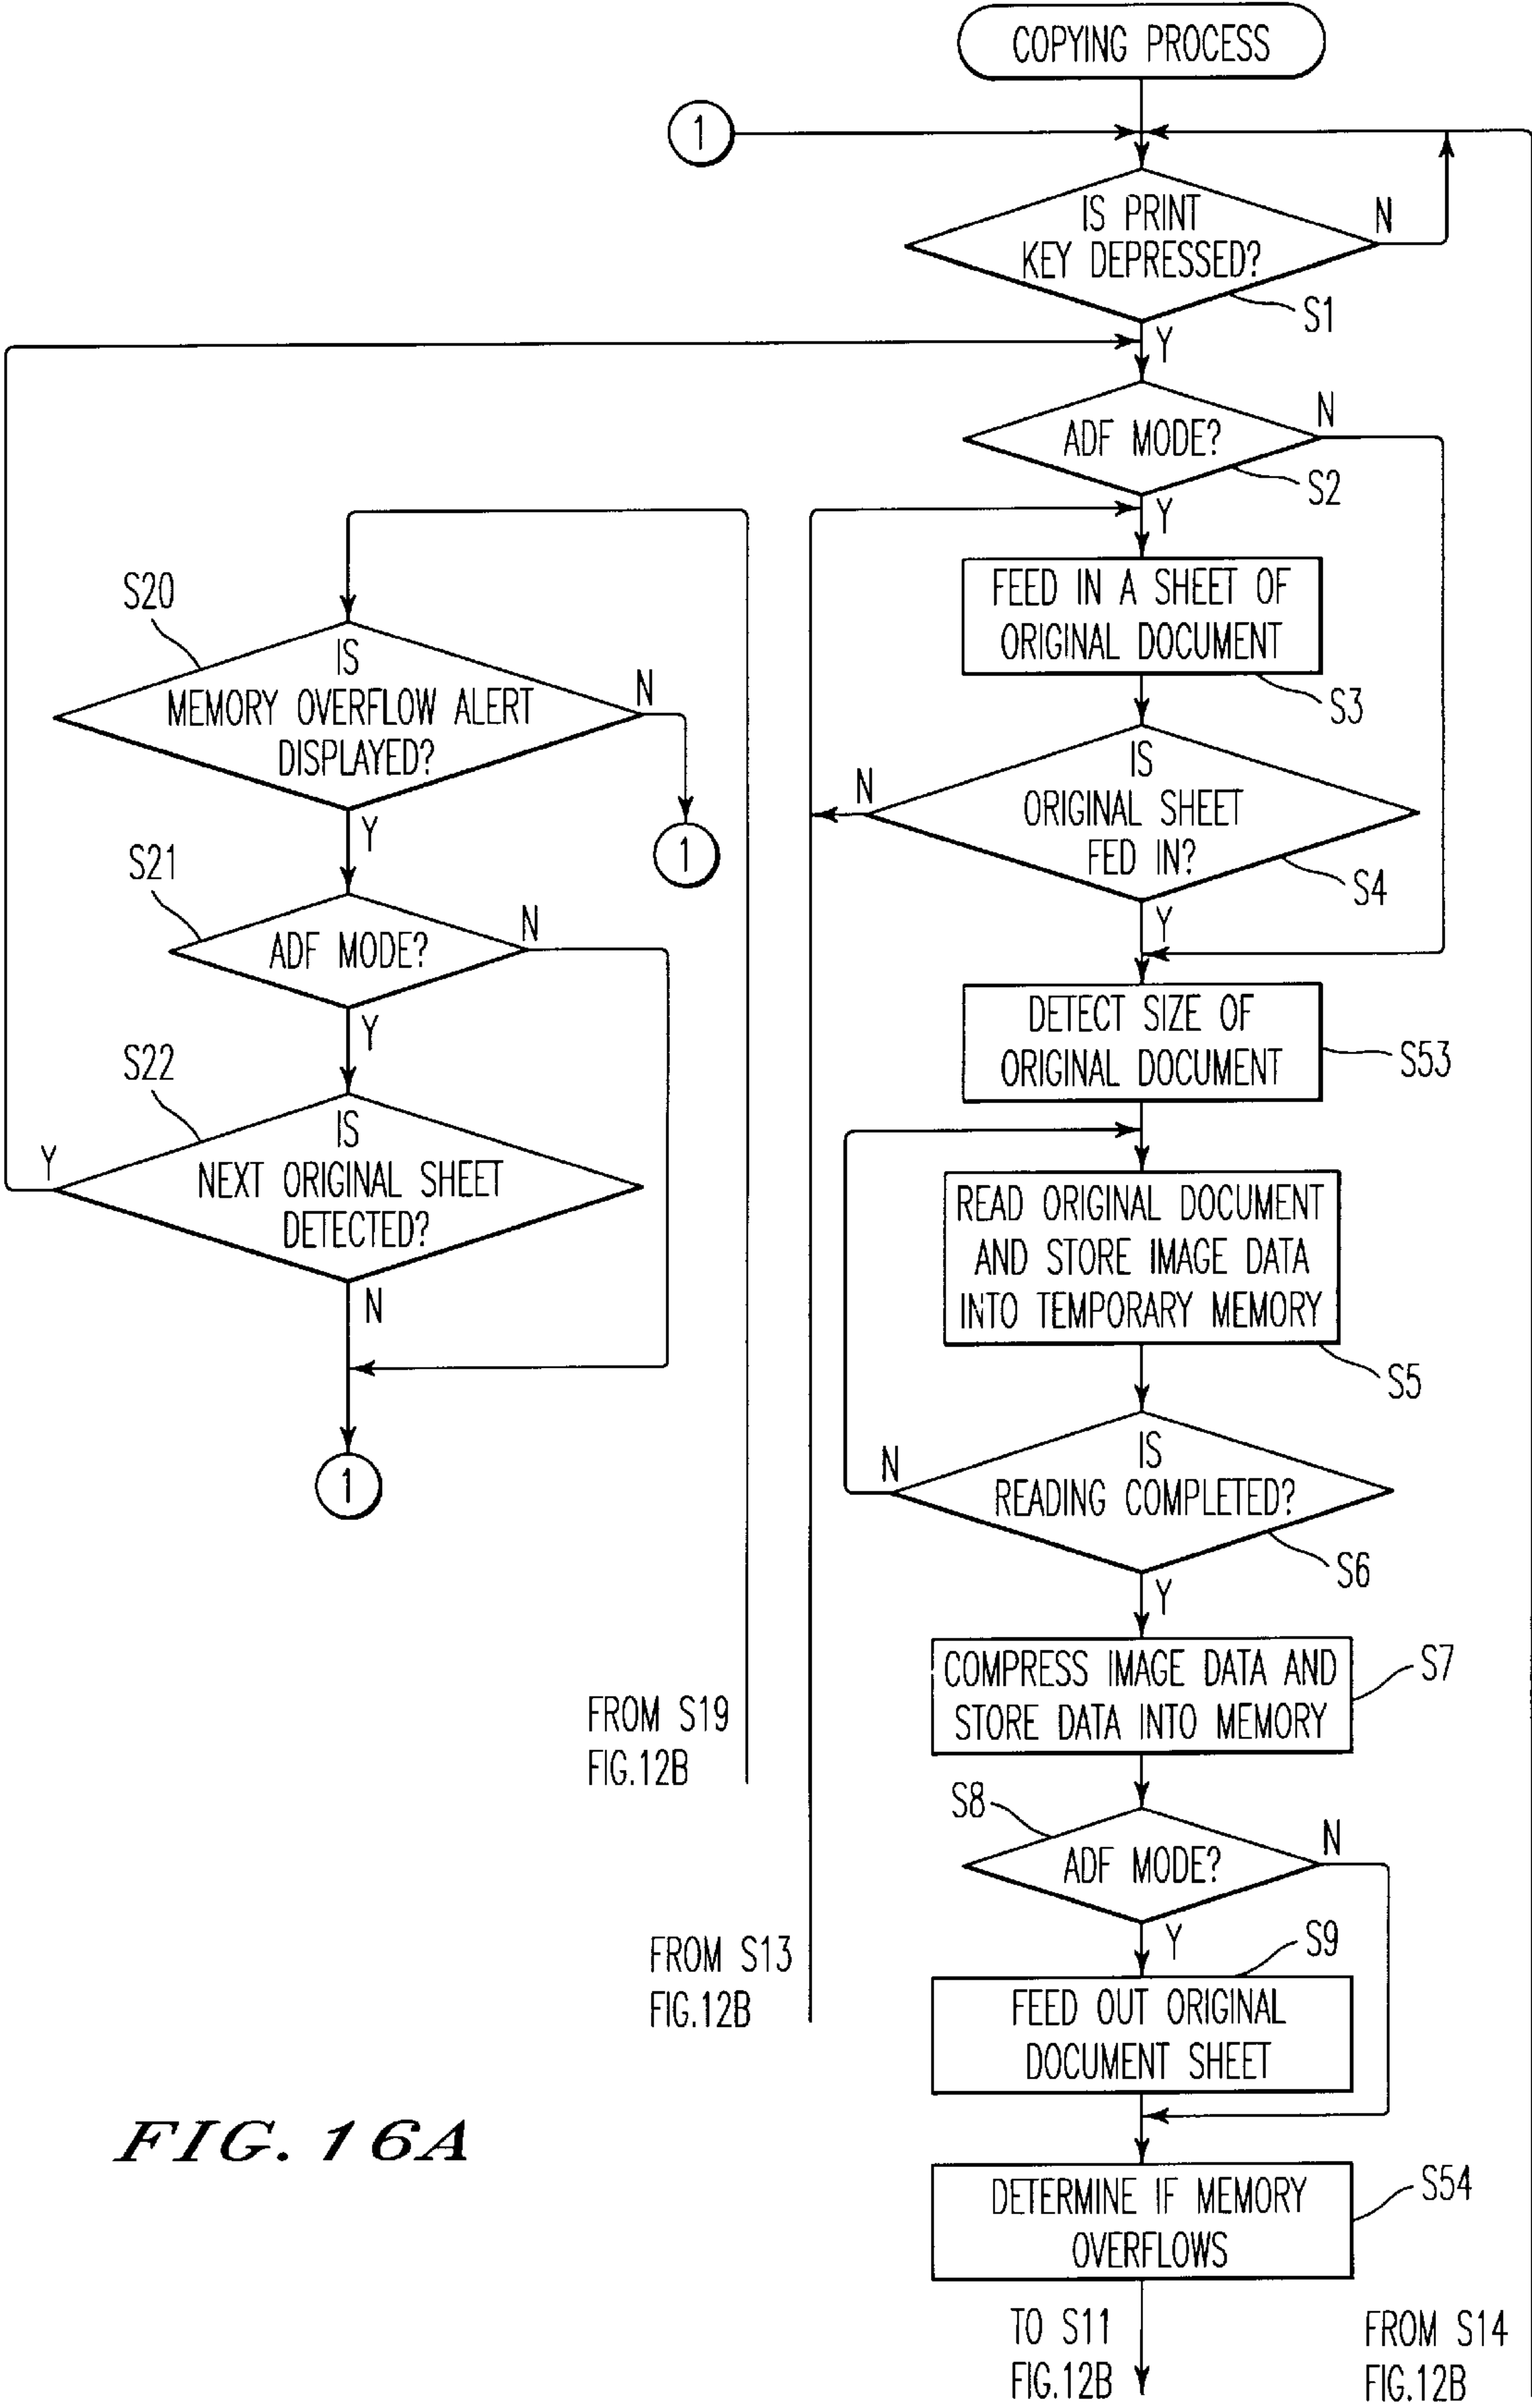 COPYING PROCESS
1
IS PRINT
KEY DEPRESSED?
N
S1
Y
ADF MODE?
N
S2
Y
FEED IN A SHEET OF
ORIGINAL DOCUMENT
S3
IS
ORIGINAL SHEET
FED IN?
N
S4
Y
DETECT SIZE OF
ORIGINAL DOCUMENT
S53
READ ORIGINAL DOCUMENT
AND STORE IMAGE DATA
INTO TEMPORARY MEMORY
S5
IS
READING COMPLETED?
N
S6
Y
COMPRESS IMAGE DATA AND
STORE DATA INTO MEMORY
S7
S8
ADF MODE?
N
Y
S9
FEED OUT ORIGINAL
DOCUMENT SHEET
DETERMINE IF MEMORY
OVERFLOWS
S54
TO S11
FIG.12B
FROM S14
FIG.12B
S20
IS
MEMORY OVERFLOW ALERT
DISPLAYED?
N
1
Y
S21
ADF MODE?
N
Y
S22
IS
NEXT ORIGINAL SHEET
DETECTED?
Y
N
1
FROM S19
FIG.12B
FROM S13
FIG.12B
FIG. 16A